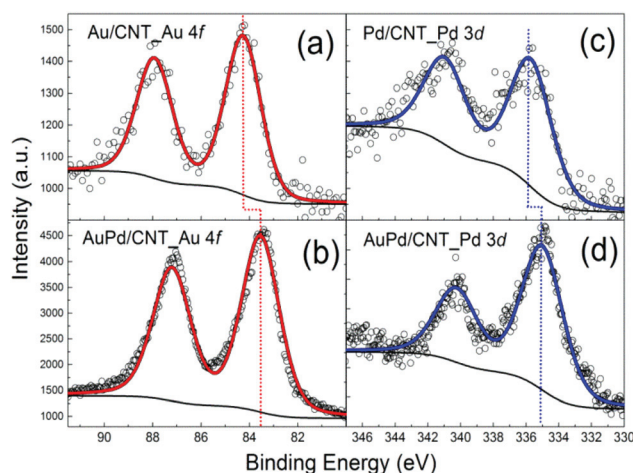 Au/CNT_Au 4f
(a)
1500
1400
1300
1200
1100
1000
Pd/CNT_Pd 3d
(c)
AuPd/CNT_Au 4f
(b)
4500
4000
3500
3000
2500
2000
1500
1000
AuPd/CNT_Pd 3d
(d)
Intensity (a.u.)
90 88 86 84 82
346 344 342 340 338 336 334 332 330
Binding Energy (eV)